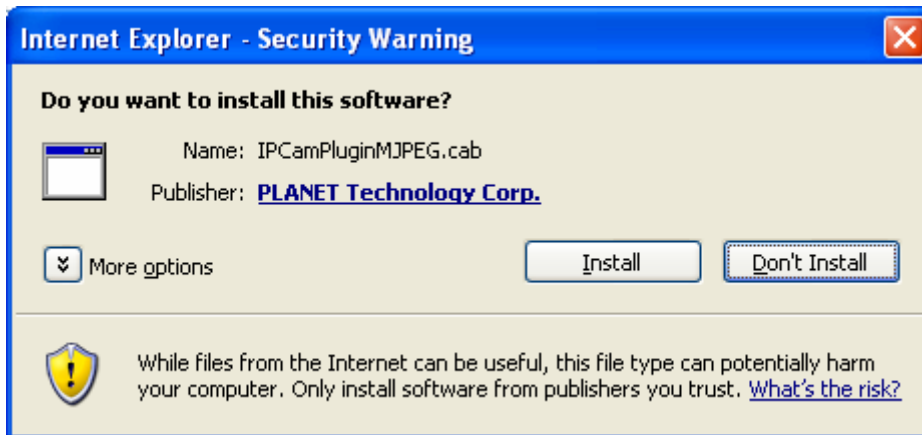 Internet Explorer - Security Warning
Do you want to install this software?
Name: IPCamPluginMJPEG.cab
Publisher: PLANET Technology Corp.
More options
Install
Don't Install
While files from the Internet can be useful, this file type can potentially harm
your computer. Only install software from publishers you trust. What's the risk?